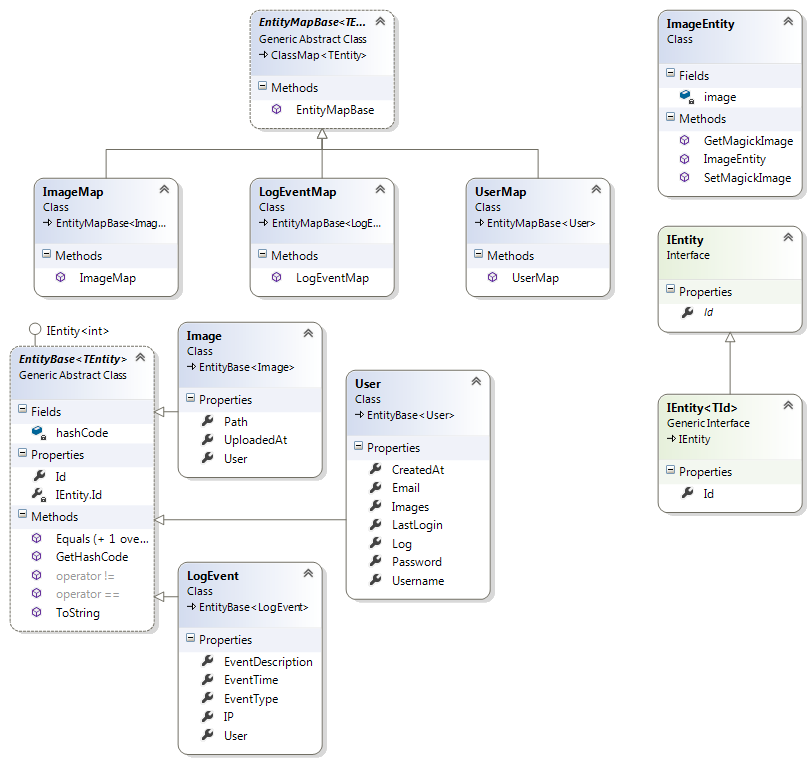 EntityMapBase<TE...
Generic Abstract Class
ClassMap<TEntity>
Methods
EntityMapBase
ImageEntity
Class
Fields
image
Methods
GetMagickImage
ImageEntity
SetMagickImage
ImageMap
Class
EntityMapBase<Imag...
Methods
ImageMap
LogEventMap
Class
EntityMapBase<LogE...
Methods
LogEventMap
UserMap
Class
EntityMapBase<User>
Methods
UserMap
IEntity
Interface
Properties
Id
IEntity<int>
EntityBase<TEntity>
Generic Abstract Class
Fields
hashCode
Properties
Id
IEntity.Id
Methods
Equals (+ 1 ove...
GetHashCode
operator !=
operator ==
ToString
Image
Class
EntityBase<Image>
Properties
Path
UploadedAt
User
User
Class
EntityBase<User>
Properties
CreatedAt
Email
Images
LastLogin
Log
Password
Username
IEntity<TId>
Generic Interface
IEntity
Properties
Id
LogEvent
Class
EntityBase<LogEvent>
Properties
EventDescription
EventTime
EventType
IP
User